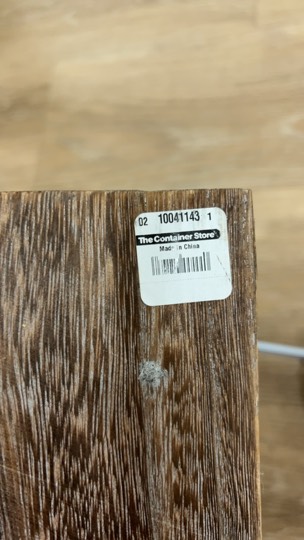 02 10041143 1
The Container Store®
Made in China